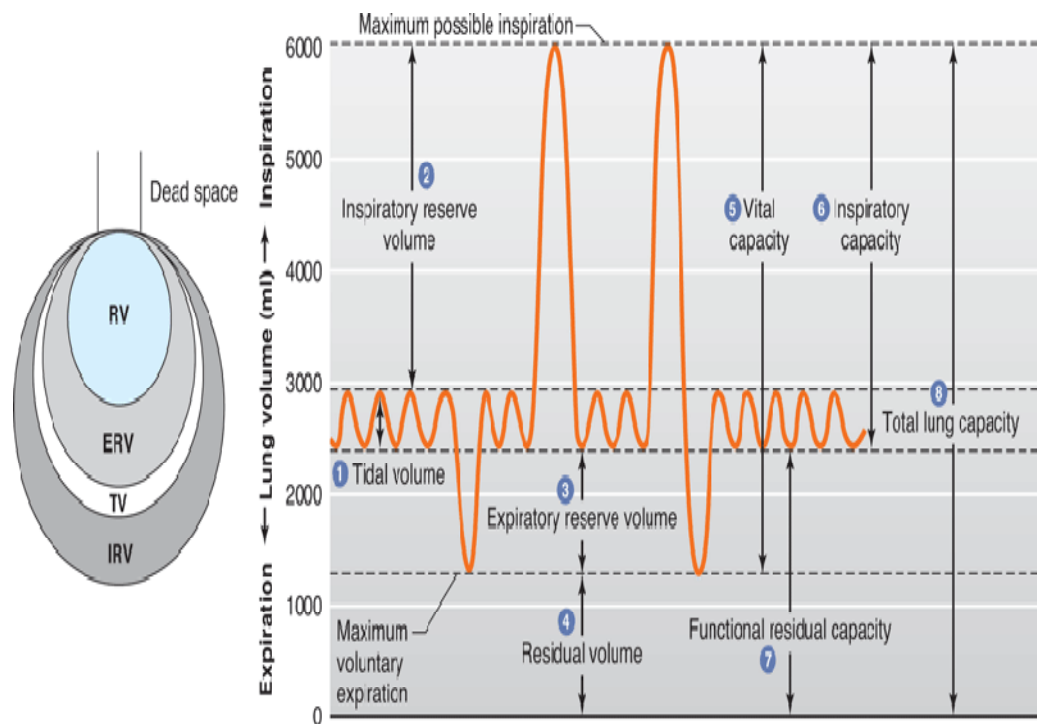 Maximum possible inspiration
6000
5000
4000
3000
2000
1000
0
Expiration ← Lung volume (ml) → Inspiration
Dead space
RV
ERV
TV
IRV
2
Inspiratory reserve
volume
5 Vital
capacity
6 Inspiratory
capacity
8
Total lung capacity
1 Tidal volume
3
Expiratory reserve volume
Maximum
voluntary
expiration
4
Residual volume
Functional residual capacity
7